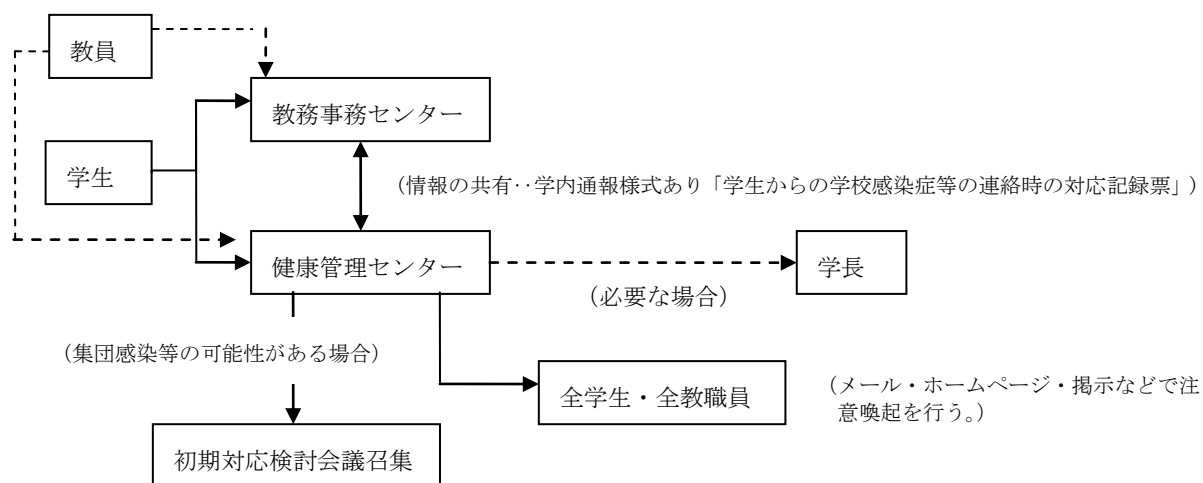 教員
教務事務センター
学生
（情報の共有‥学内通報様式あり「学生からの学校感染症等の連絡時の対応記録票」）
健康管理センター
学長
（必要な場合）
（集団感染等の可能性がある場合）
全学生・全教職員
（メール・ホームページ・掲示などで注
意喚起を行う。）
初期対応検討会議召集